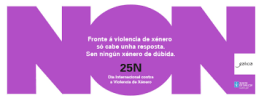 NON
Fronte á violencia de xénero
só cabe unha resposta.
Sen ningún xénero de dúbida.
25N
Día Internacional contra
a Violencia de Xénero